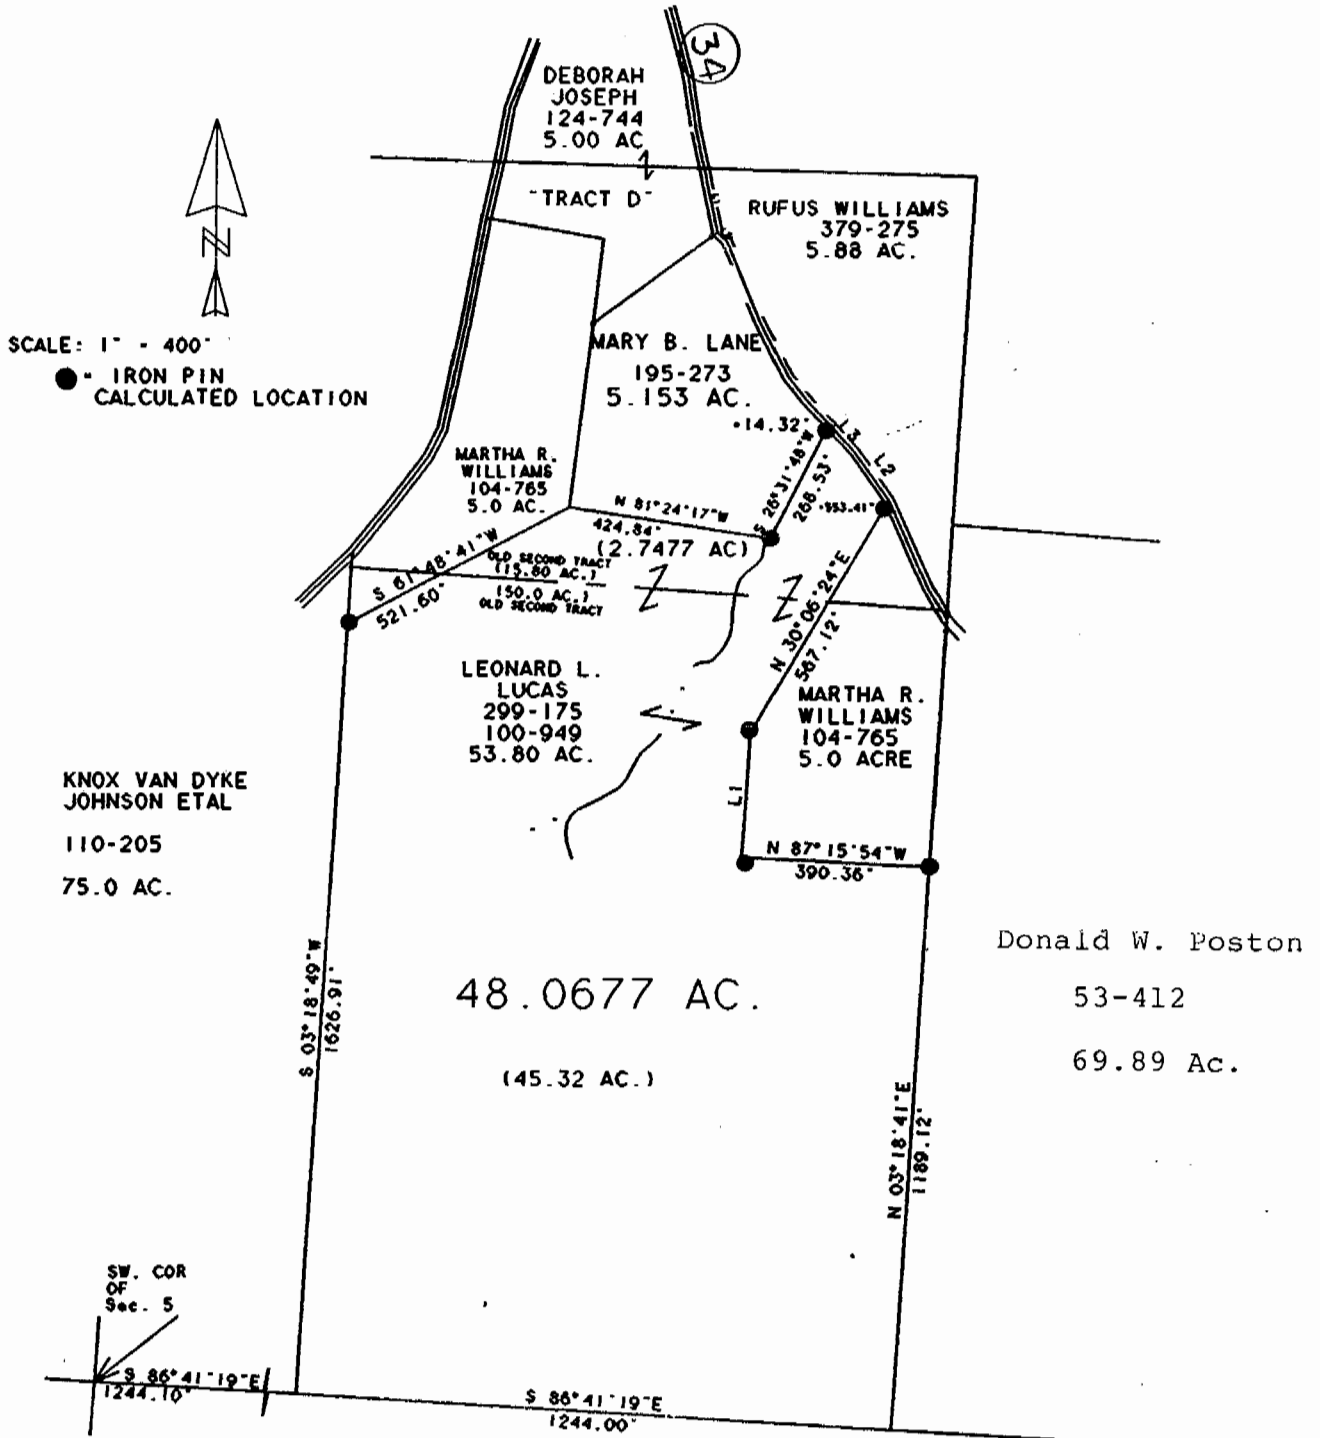 34
DEBORAH
JOSEPH
124-744
5.00 AC
"TRACT D"
RUFUS WILLIAMS
379-275
5.88 AC.
N
SCALE: 1" - 400'
- IRON PIN
CALCULATED LOCATION
MARY B. LANE
195-273
5.153 AC.
14.32'
L3
L2
S 26°31'48"W
268.53'
553.41'
MARTHA R.
WILLIAMS
104-765
5.0 AC.
N 81°24'17"W
424.84'
(2.7477 AC)
S 61°48'41"W
521.60'
OLD SECOND TRACT
(15.80 AC.)
(50.0 AC.)
OLD SECOND TRACT
N 30°06'24"E
567.12'
LEONARD L.
LUCAS
299-175
100-949
53.80 AC.
MARTHA R.
WILLIAMS
104-765
5.0 ACRE
L1
KNOX VAN DYKE
JOHNSON ETAL
110-205
75.0 AC.
N 87°15'54"W
390.36'
Donald W. Poston
53-412
69.89 Ac.
S 03°18'49"W
1626.91'
48.0677 AC.
(45.32 AC.)
N 03°18'41"E
1189.12'
SW. COR
OF
Sec. 5
S 86°41'19"E
1244.10'
S 86°41'19"E
1244.00'